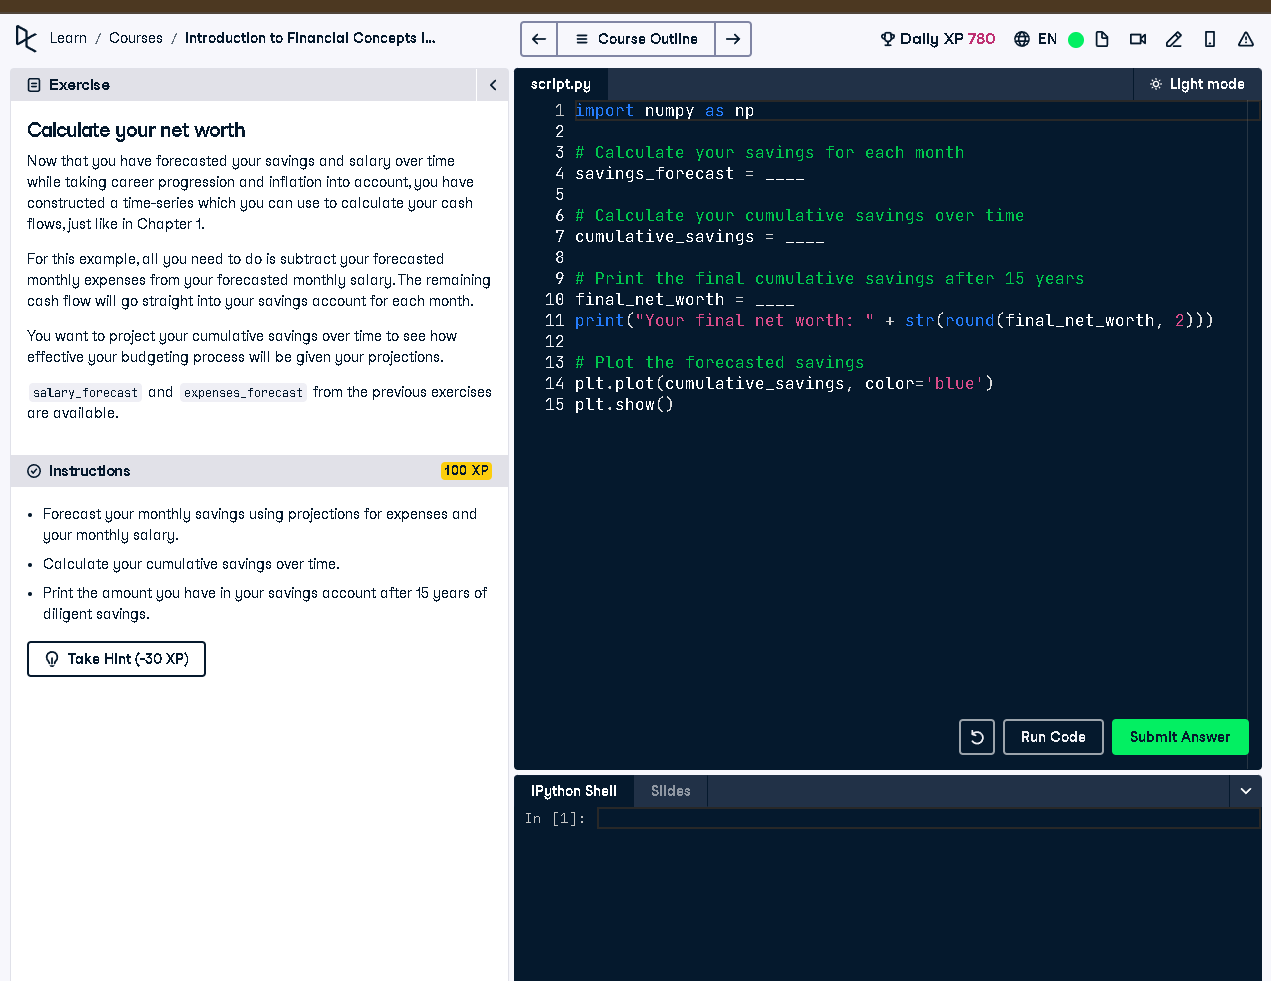 Learn / Courses / Introduction to Financial Concepts i...
Course Outline
Daily XP 780
EN
Exercise
Calculate your net worth
Now that you have forecasted your savings and salary over time
while taking career progression and inflation into account, you have
constructed a time-series which you can use to calculate your cash
flows, just like in Chapter 1.
For this example, all you need to do is subtract your forecasted
monthly expenses from your forecasted monthly salary. The remaining
cash flow will go straight into your savings account for each month.
You want to project your cumulative savings over time to see how
effective your budgeting process will be given your projections.
salary_forecast and expenses_forecast from the previous exercises
are available.
Instructions
100 XP
• Forecast your monthly savings using projections for expenses and
your monthly salary.
• Calculate your cumulative savings over time.
• Print the amount you have in your savings account after 15 years of
diligent savings.
Take Hint (-30 XP)
script.py
Light mode
1 import numpy as np
2
3 # Calculate your savings for each month
4 savings_forecast = ____
5
6 # Calculate your cumulative savings over time
7 cumulative_savings = ____
8
9 # Print the final cumulative savings after 15 years
10 final_net_worth = ____
11 print("Your final net worth: " + str(round(final_net_worth, 2)))
12
13 # Plot the forecasted savings
14 plt.plot(cumulative_savings, color='blue')
15 plt.show()
Run Code
Submit Answer
IPython Shell
Slides
In [1]: